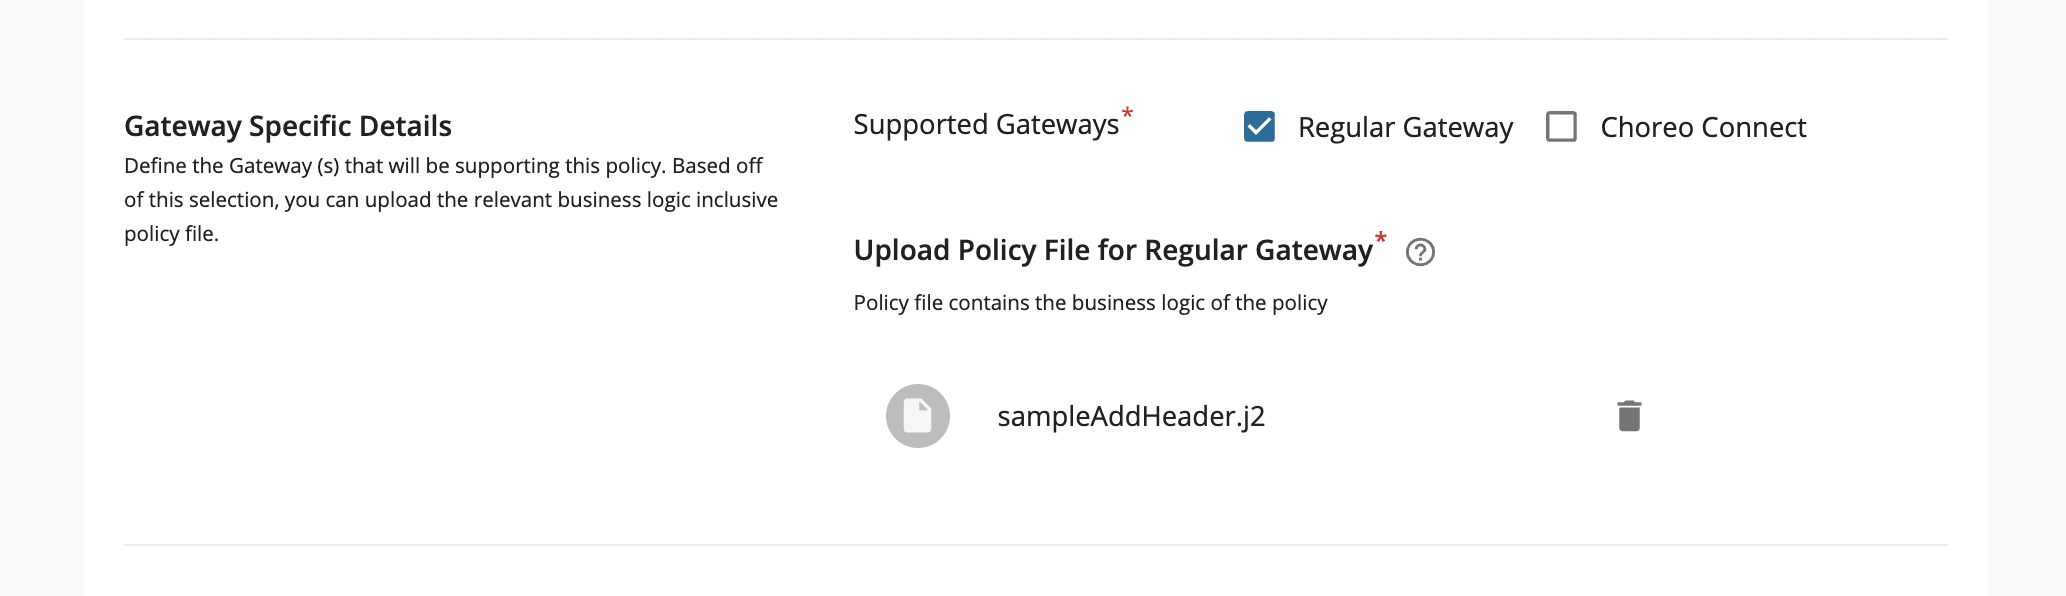 Gateway Specific Details
Define the Gateway (s) that will be supporting this policy. Based off
of this selection, you can upload the relevant business logic inclusive
policy file.
Supported Gateways*
Regular Gateway
Choreo Connect
Upload Policy File for Regular Gateway*
Policy file contains the business logic of the policy
sampleAddHeader.j2